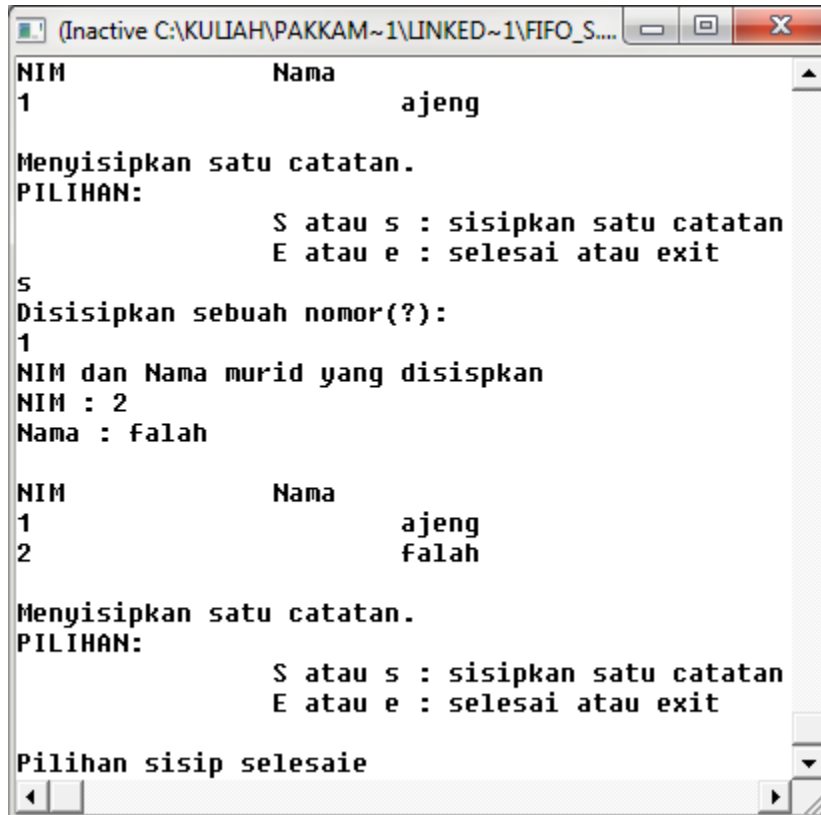 (Inactive C:\KULIAH\PAKKAM~1\LINKED~1\FIFO_S....
NIM Nama
1 ajeng
Menyisipkan satu catatan.
PILIHAN:
S atau s : sisipkan satu catatan
E atau e : selesai atau exit
s
Disisipkan sebuah nomor(?):
1
NIM dan Nama murid yang disispkan
NIM : 2
Nama : falah
NIM Nama
1 ajeng
2 falah
Menyisipkan satu catatan.
PILIHAN:
S atau s : sisipkan satu catatan
E atau e : selesai atau exit
Pilihan sisip selesaie